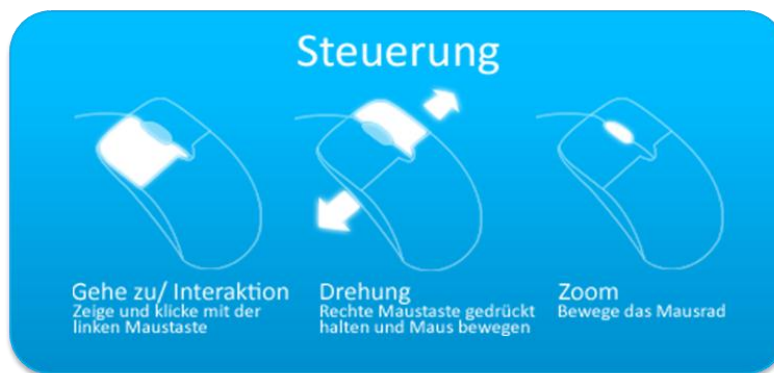 Steuerung
Gehe zu/ Interaktion
Zeige und klicke mit der
linken Maustaste
Drehung
Rechte Maustaste gedrückt
halten und Maus bewegen
Zoom
Bewege das Mausrad